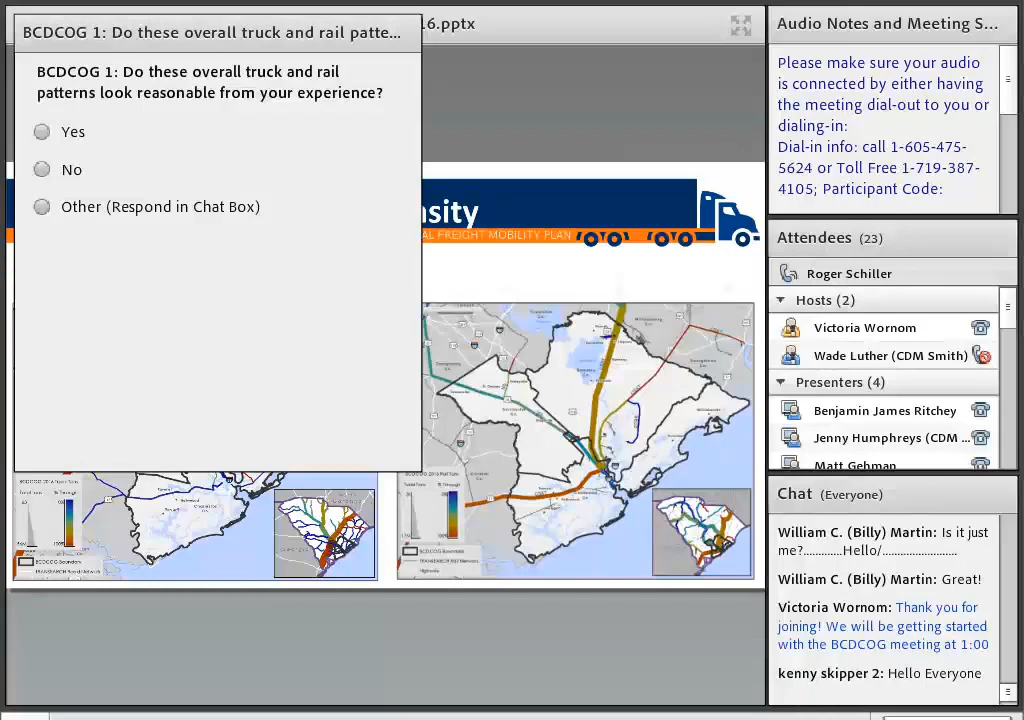 BCDCOG 1: Do these overall truck and rail patte...
16.pptx
BCDCOG 1: Do these overall truck and rail
patterns look reasonable from your experience?
Yes
No
Other (Respond in Chat Box)
nsity
AL FREIGHT MOBILITY PLAN
BCDCOG Boundary
BCDCOG Boundary
Audio Notes and Meeting S...
Please make sure your audio
is connected by either having
the meeting dial-out to you or
dialing-in:
Dial-in info: call 1-605-475-
5624 or Toll Free 1-719-387-
4105; Participant Code:
Attendees (23)
Roger Schiller
Hosts (2)
Victoria Wornom
Wade Luther (CDM Smith)
Presenters (4)
Benjamin James Ritchey
Jenny Humphreys (CDM ...
Matt Gehman
Chat (Everyone)
William C. (Billy) Martin: Is it just
me?.............Hello/......................
William C. (Billy) Martin: Great!
Victoria Wornom: Thank you for
joining! We will be getting started
with the BCDCOG meeting at 1:00
kenny skipper 2: Hello Everyone